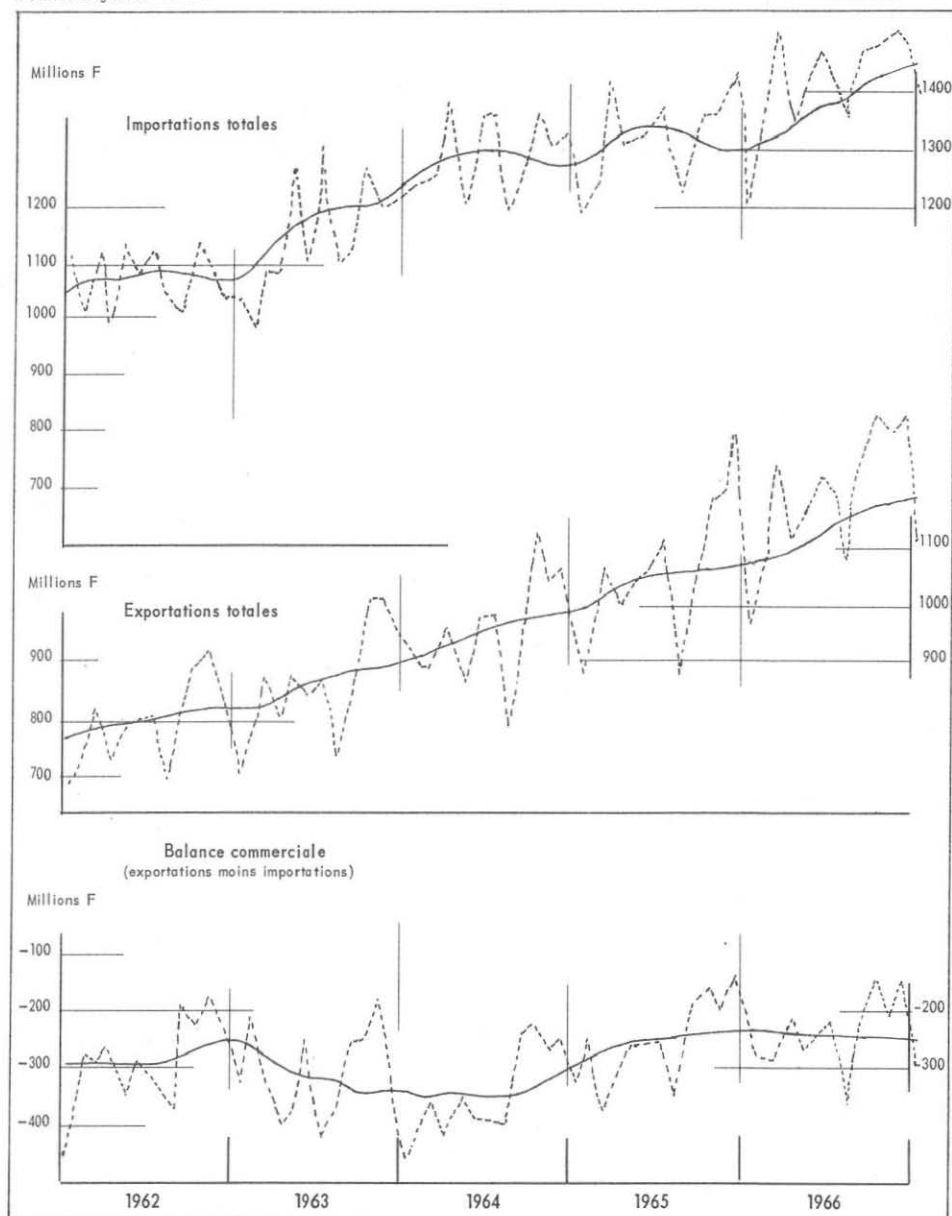 Millions F
Importations totales
1400
1300
1200
1200
1100
1000
900
800
700
Millions F
Exportations totales
1100
1000
900
900
800
700
Balance commerciale
(exportations moins importations)
Millions F
-100
-200
-300
-400
-200
-300
1962 1963 1964 1965 1966